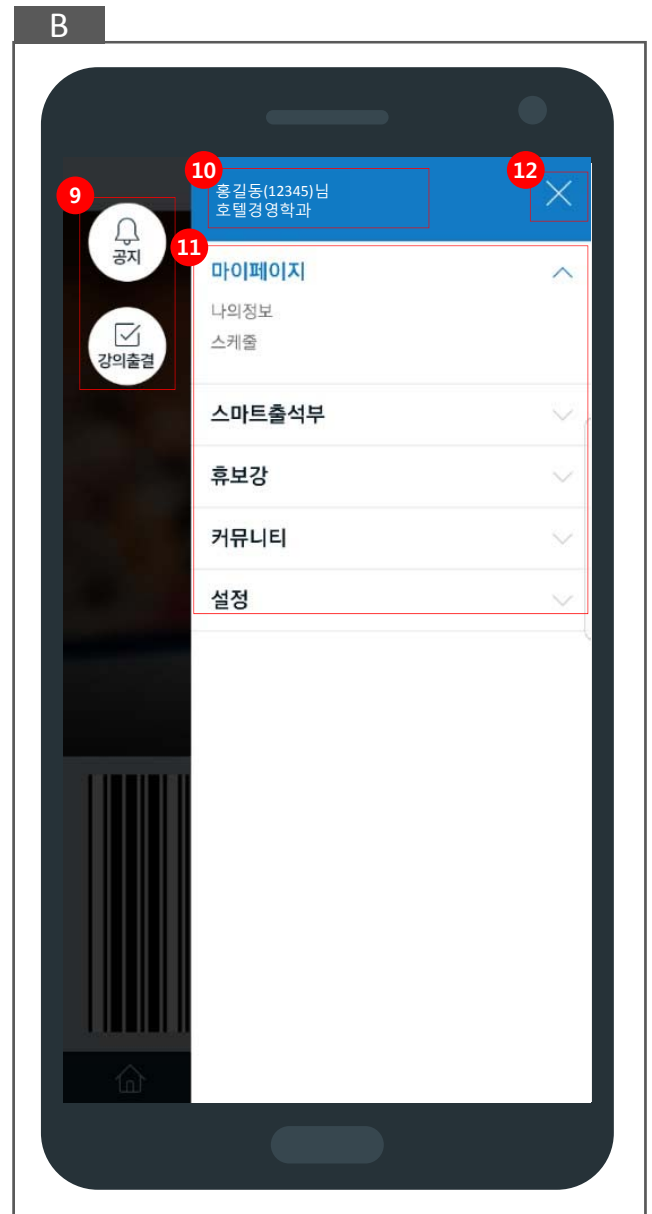 B
9
공지
강의출결
10
홍길동(12345)님
호텔경영학과
12
11
마이페이지
나의정보
스케줄
스마트출석부
휴보강
커뮤니티
설정